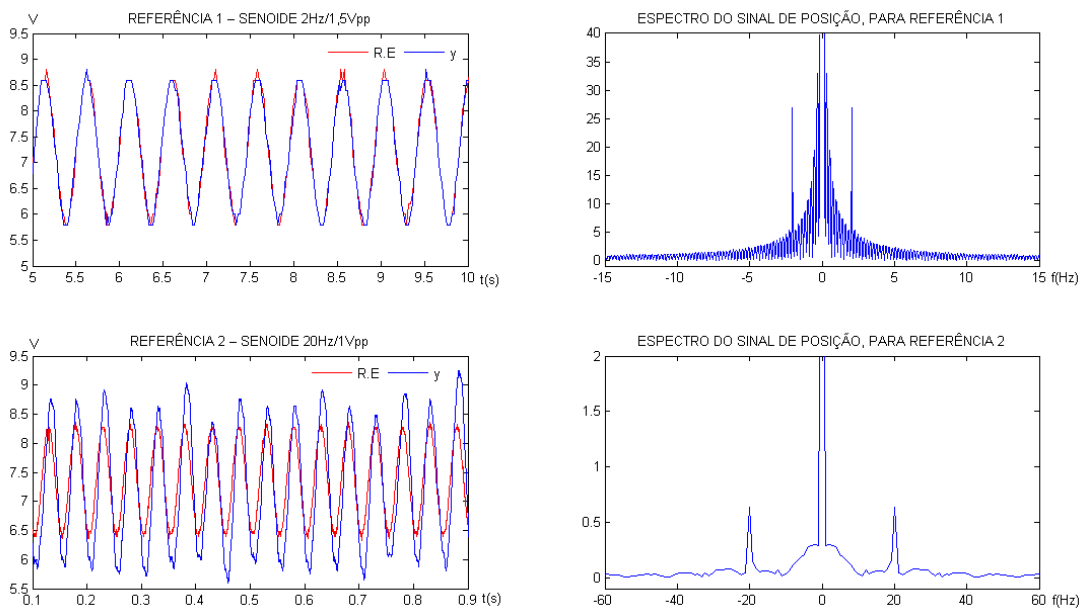 REFERÊNCIA 1 – SENOIDE 2Hz/1,5Vpp
V
R.E
y
9.5
9
8.5
8
7.5
7
6.5
6
5.5
5
5 5.5 6 6.5 7 7.5 8 8.5 9 9.5 10
t(s)
ESPECTRO DO SINAL DE POSIÇÃO, PARA REFERÊNCIA 1
40
35
30
25
20
15
10
5
0
-15 -10 -5 0 5 10 15
f(Hz)
REFERÊNCIA 2 – SENOIDE 20Hz/1Vpp
V
R.E
y
9.5
9
8.5
8
7.5
7
6.5
6
5.5
0.1 0.2 0.3 0.4 0.5 0.6 0.7 0.8 0.9
t(s)
ESPECTRO DO SINAL DE POSIÇÃO, PARA REFERÊNCIA 2
2
1.5
1
0.5
0
-60 -40 -20 0 20 40 60
f(Hz)